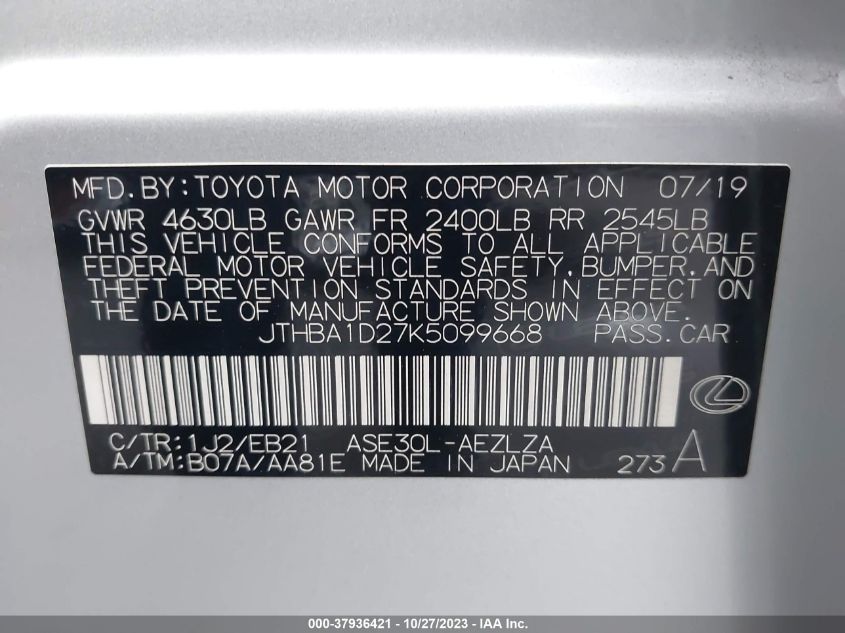 MFD.BY:TOYOTA MOTOR CORPORATION 07/19
GVWR 4630LB GAWR FR 2400LB RR 2545LB
THIS VEHICLE CONFORMS TO ALL APPLICABLE
FEDERAL MOTOR VEHICLE SAFETY,BUMPER,AND
THEFT PREVENTION STANDARDS IN EFFECT ON
THE DATE OF MANUFACTURE SHOWN ABOVE.
JTHBA1D27K5099668 PASS.CAR
C/TR:1J2/EB21 ASE30L-AEZLZA
A/TM:B07A/AA81E MADE IN JAPAN 273A
000-37936421 - 10/27/2023 - IAA Inc.